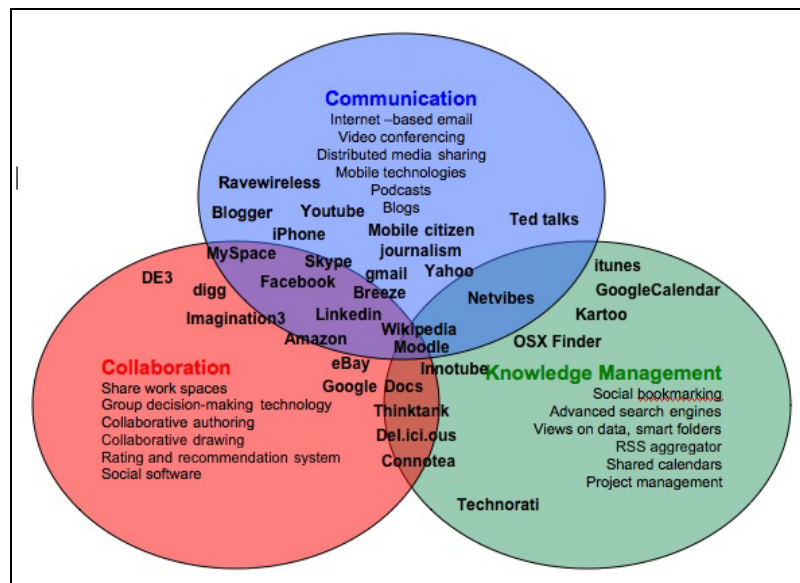 Communication
Internet –based email
Video conferencing
Distributed media sharing
Mobile technologies
Podcasts
Blogs
Ravewireless
Blogger
Youtube
iPhone
Mobile citizen
journalism
Ted talks
MySpace
Skype
gmail
Yahoo
Facebook
Breeze
Linkedin
Netvibes
Wikipedia
Moodle
DE3
digg
Imagination3
Amazon
eBay
Google Docs
Innotube
Thinktank
Del.ici.ous
Connotea
itunes
GoogleCalendar
Kartoo
OSX Finder
Technorati
Collaboration
Share work spaces
Group decision-making technology
Collaborative authoring
Collaborative drawing
Rating and recommendation system
Social software
Knowledge Management
Social bookmarking
Advanced search engines
Views on data, smart folders
RSS aggregator
Shared calendars
Project management